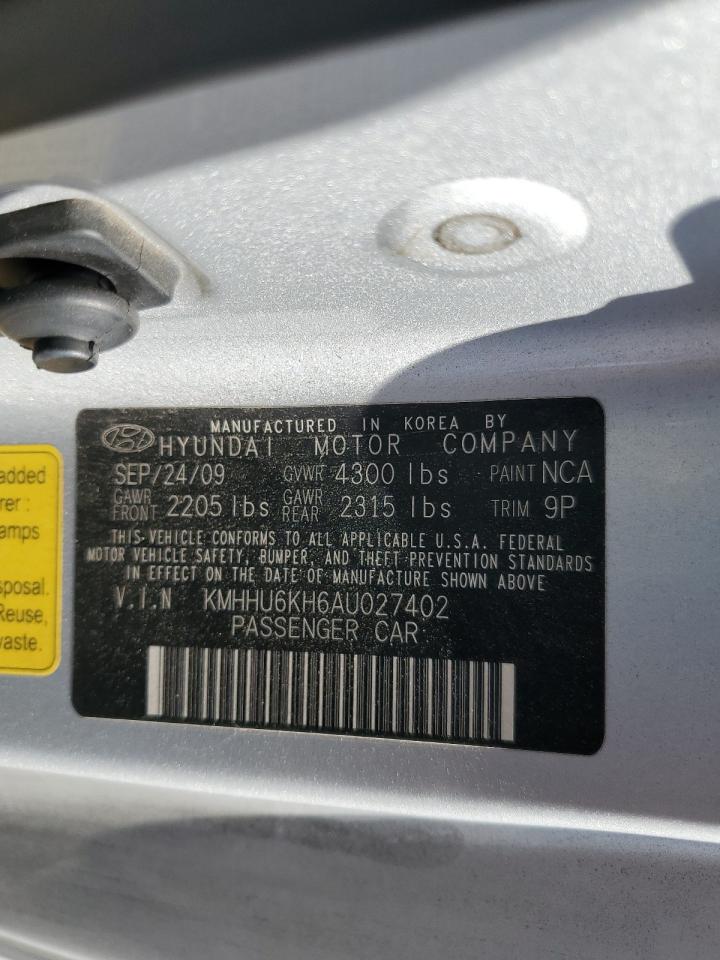 MANUFACTURED IN KOREA BY
HYUNDAI MOTOR COMPANY
SEP/24/09 GVWR 4300 lbs PAINT NCA
GAWR FRONT 2205 lbs GAWR REAR 2315 lbs TRIM 9P
THIS VEHICLE CONFORMS TO ALL APPLICABLE U.S.A. FEDERAL
MOTOR VEHICLE SAFETY, BUMPER, AND THEFT PREVENTION STANDARDS
IN EFFECT ON THE DATE OF MANUFACTURE SHOWN ABOVE
V.I.N KMHHU6KH6AU027402
PASSENGER CAR
added
rer :
amps
posal.
Reuse,
waste.